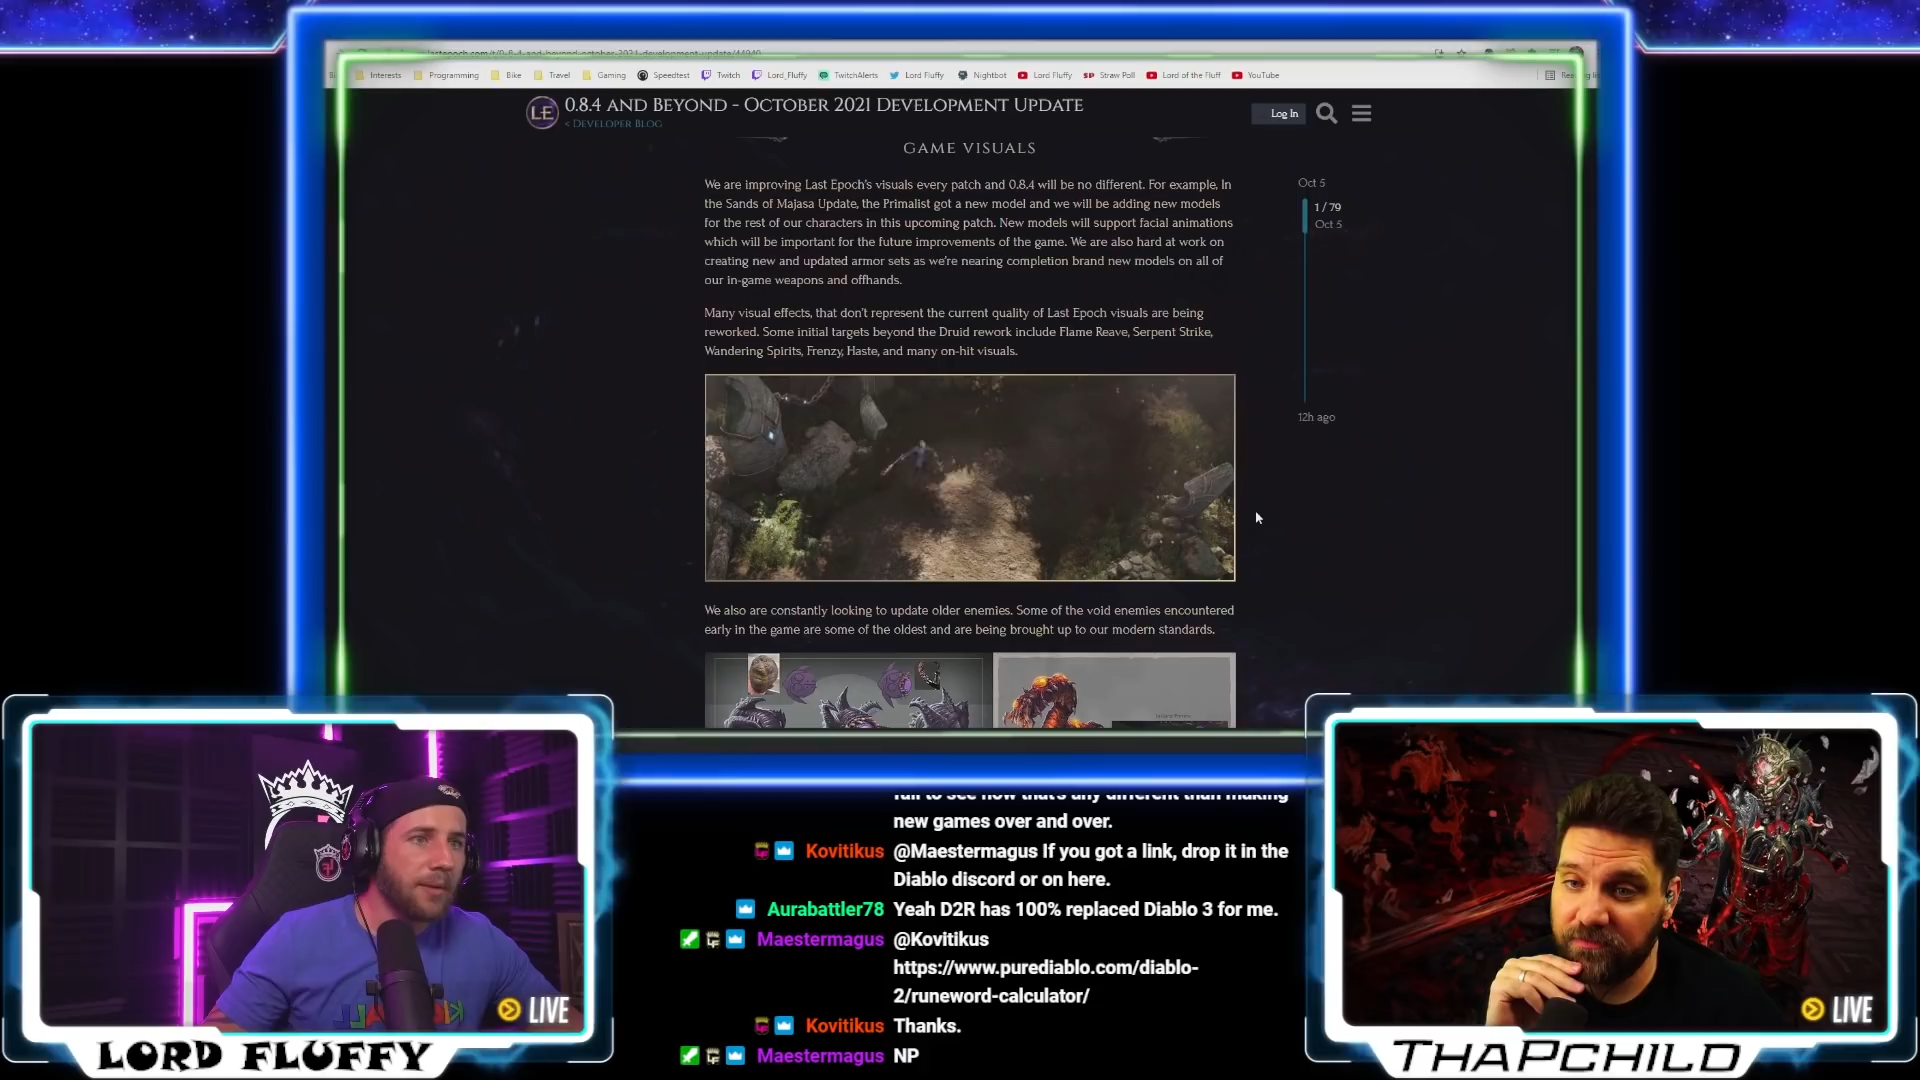 Interests Programming Bike Travel Gaming Speedtest Twitch Lord_Fluffy TwitchAlerts Lord Fluffy Nightbot Lord Fluffy Straw Poll Lord of the Fluff YouTube
LE 0.8.4 and Beyond - October 2021 Development Update
< Developer Blog
Log In
GAME VISUALS
We are improving Last Epoch's visuals every patch and 0.8.4 will be no different. For example, In
the Sands of Majasa Update, the Primalist got a new model and we will be adding new models
for the rest of our characters in this upcoming patch. New models will support facial animations
which will be important for the future improvements of the game. We are also hard at work on
creating new and updated armor sets as we're nearing completion brand new models on all of
our in-game weapons and offhands.
Oct 5
1 / 79
Oct 5
12h ago
Many visual effects, that don't represent the current quality of Last Epoch visuals are being
reworked. Some initial targets beyond the Druid rework include Flame Reave, Serpent Strike,
Wandering Spirits, Frenzy, Haste, and many on-hit visuals.
We also are constantly looking to update older enemies. Some of the void enemies encountered
early in the game are some of the oldest and are being brought up to our modern standards.
new games over and over.
Kovitikus @Maestermagus If you got a link, drop it in the
Diablo discord or on here.
Aurabattler78 Yeah D2R has 100% replaced Diablo 3 for me.
Maestermagus @Kovitikus
https://www.purediablo.com/diablo-
2/runeword-calculator/
Kovitikus Thanks.
Maestermagus NP
LIVE
LORD FLUFFY
LIVE
THAPCHILD